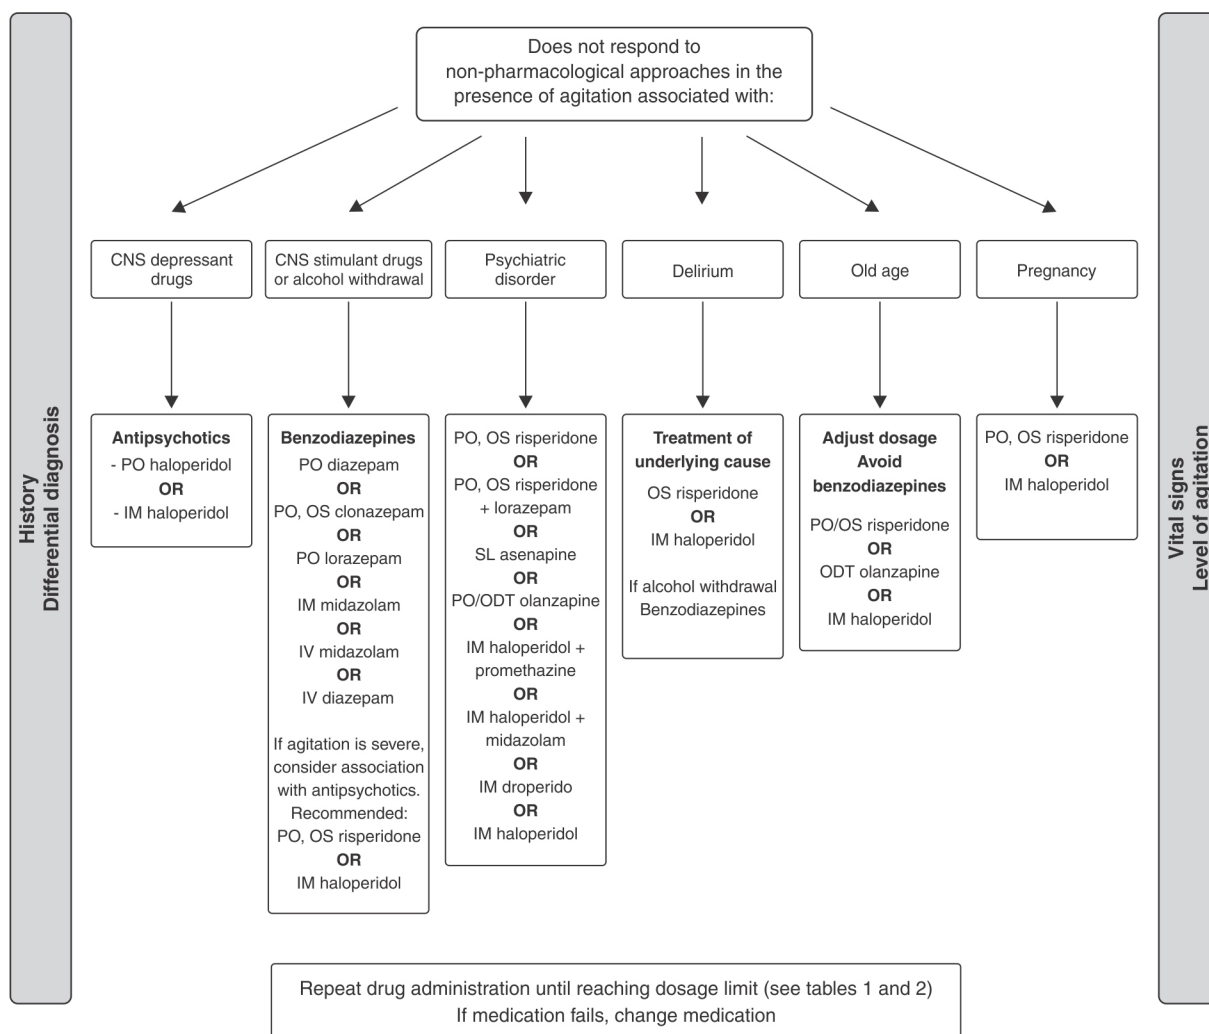 Does not respond to
non-pharmacological approaches in the
presence of agitation associated with:
History
Differential diagnosis
CNS depressant
drugs
CNS stimulant drugs
or alcohol withdrawal
Psychiatric
disorder
Delirium
Old age
Pregnancy
Antipsychotics
- PO haloperidol
OR
- IM haloperidol
Benzodiazepines
PO diazepam
OR
PO, OS clonazepam
OR
PO lorazepam
OR
IM midazolam
OR
IV midazolam
OR
IV diazepam
If agitation is severe,
consider association
with antipsychotics.
Recommended:
PO, OS risperidone
OR
IM haloperidol
PO, OS risperidone
OR
PO, OS risperidone
+ lorazepam
OR
SL asenapine
OR
PO/ODT olanzapine
OR
IM haloperidol +
promethazine
OR
IM haloperidol +
midazolam
OR
IM droperido
OR
IM haloperidol
Treatment of
underlying cause
OS risperidone
OR
IM haloperidol
If alcohol withdrawal
Benzodiazepines
Adjust dosage
Avoid
benzodiazepines
PO/OS risperidone
OR
ODT olanzapine
OR
IM haloperidol
PO, OS risperidone
OR
IM haloperidol
Vital signs
Level of agitation
Repeat drug administration until reaching dosage limit (see tables 1 and 2)
If medication fails, change medication